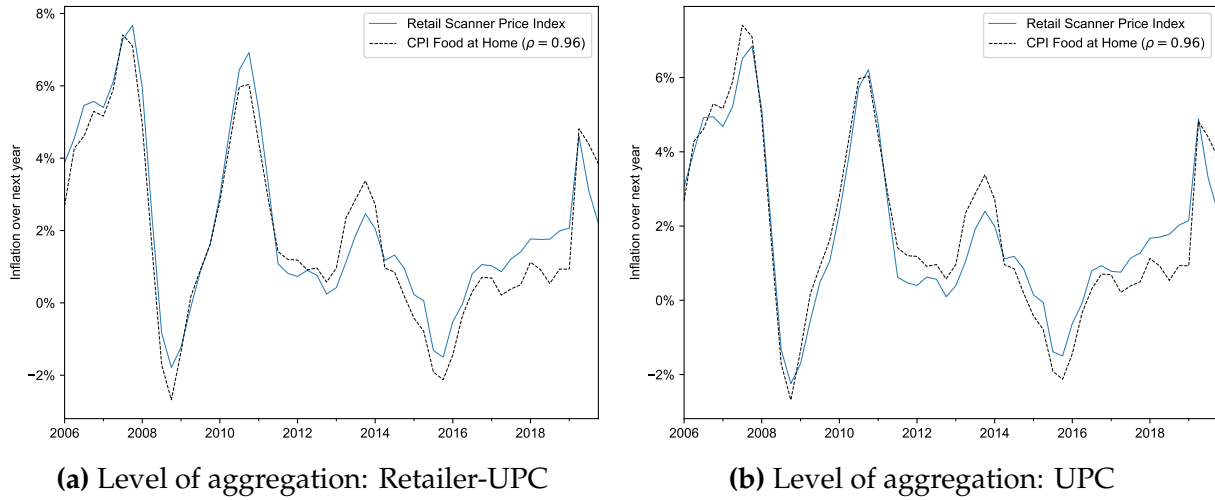 8%
6%
4%
2%
0%
−2%
Inflation over next year
2006 2008 2010 2012 2014 2016 2018
Retail Scanner Price Index
CPI Food at Home (ρ = 0.96)
(a) Level of aggregation: Retailer-UPC
6%
4%
2%
0%
−2%
Inflation over next year
2006 2008 2010 2012 2014 2016 2018
Retail Scanner Price Index
CPI Food at Home (ρ = 0.96)
(b) Level of aggregation: UPC